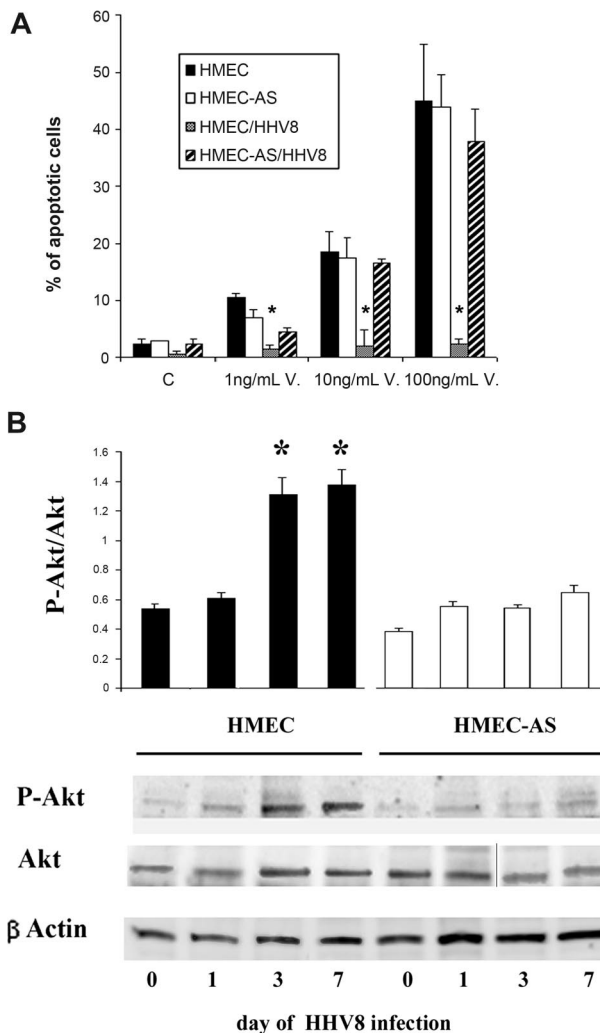 A
60
50
40
30
20
10
0
% of apoptotic cells
HMEC
HMEC-AS
HMEC/HHV8
HMEC-AS/HHV8
* * *
C 1ng/mL V. 10ng/mL V. 100ng/mL V.
B
1.6
1.4
1.2
1
0.8
0.6
0.4
0.2
0
P-Akt/Akt
* *
HMEC HMEC-AS
P-Akt
Akt
β Actin
0 1 3 7 0 1 3 7
day of HHV8 infection